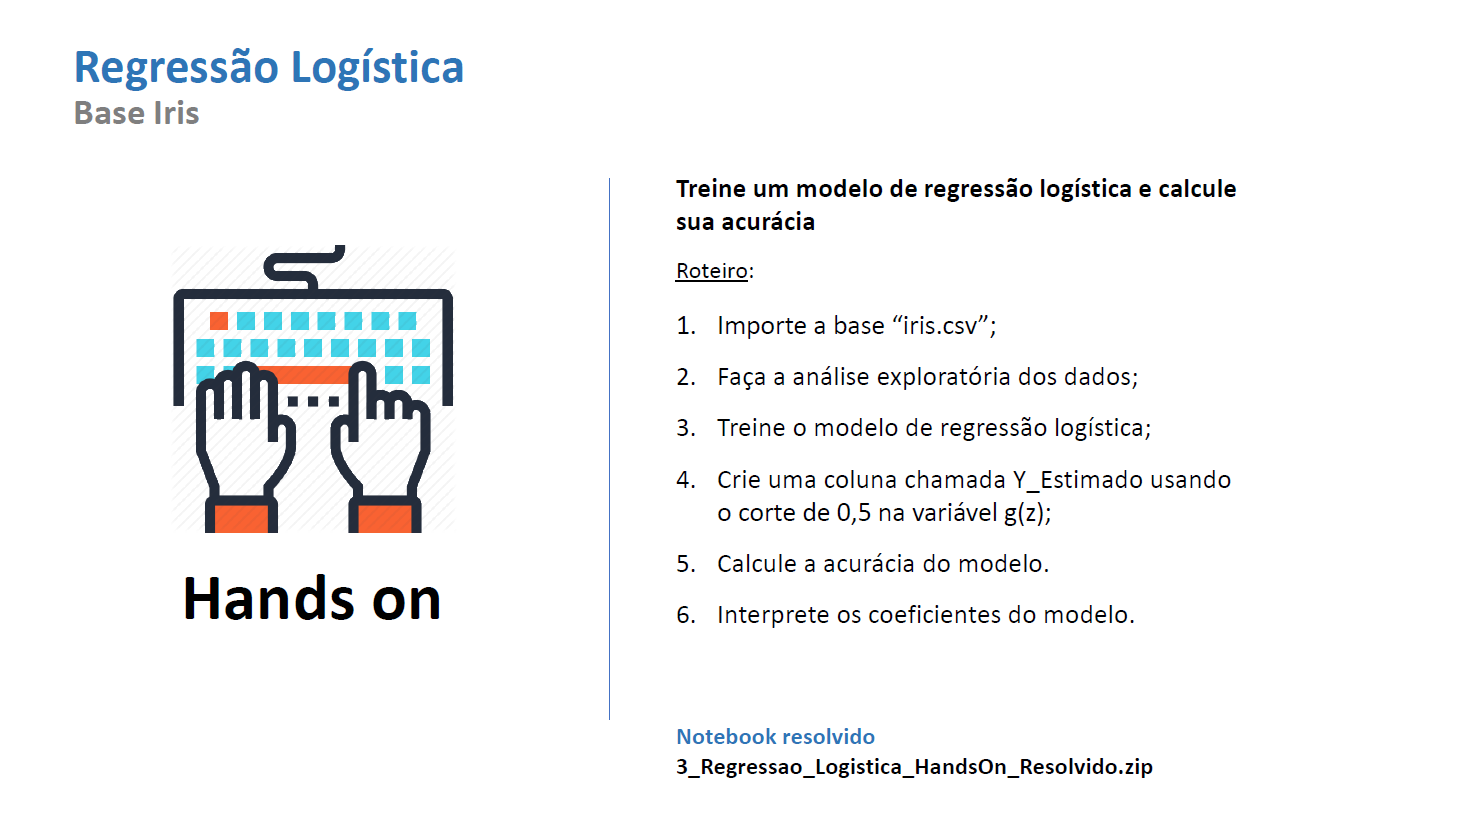 Regressão Logística
Base Iris
Hands on
Treine um modelo de regressão logística e calcule
sua acurácia
Roteiro:
1. Importe a base “iris.csv”;
2. Faça a análise exploratória dos dados;
3. Treine o modelo de regressão logística;
4. Crie uma coluna chamada Y_Estimado usando
o corte de 0,5 na variável g(z);
5. Calcule a acurácia do modelo.
6. Interprete os coeficientes do modelo.
Notebook resolvido
3_Regressao_Logistica_HandsOn_Resolvido.zip